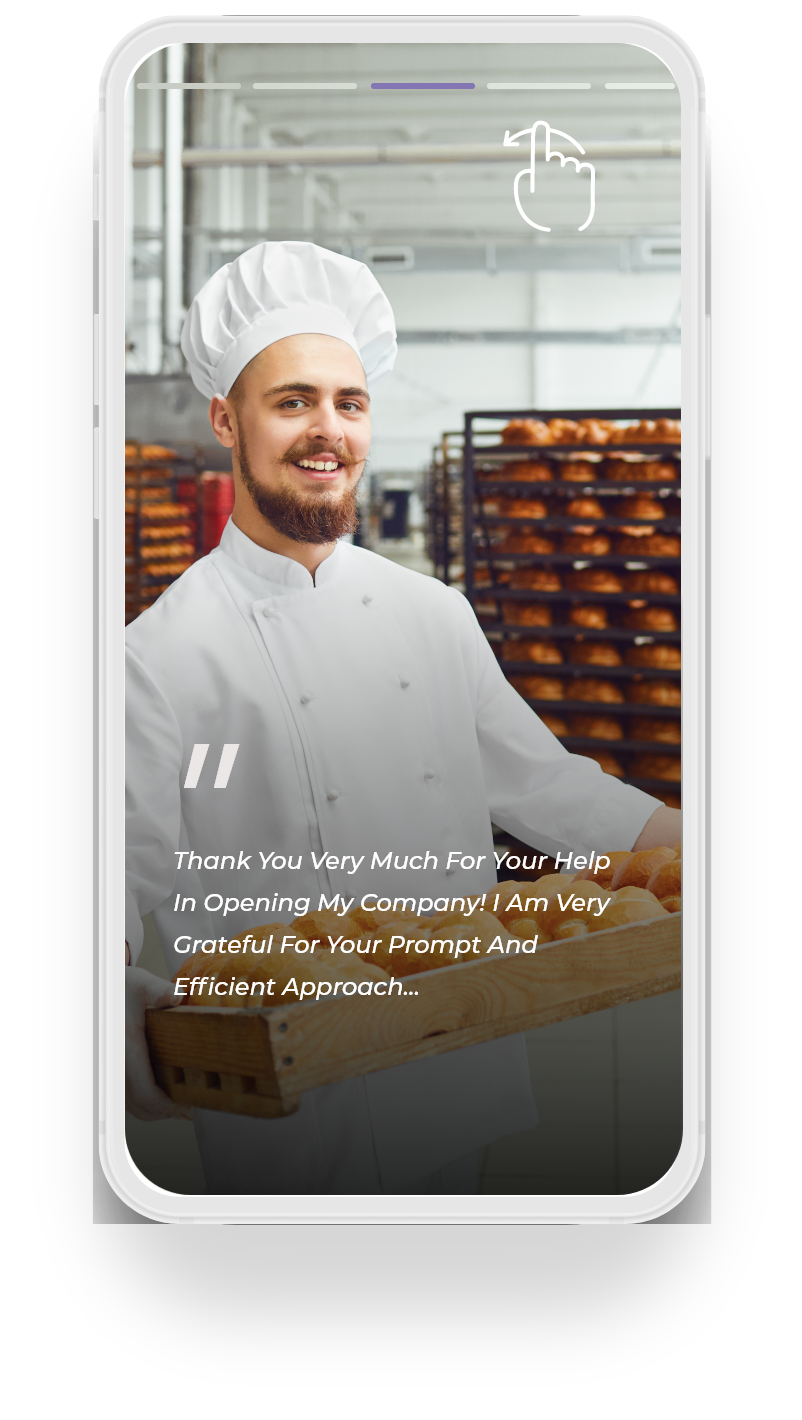 "
Thank You Very Much For Your Help
In Opening My Company! I Am Very
Grateful For Your Prompt And
Efficient Approach...